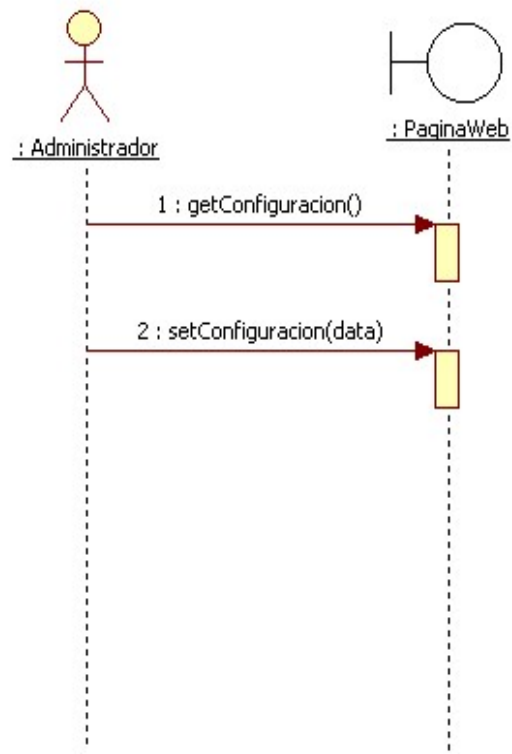 : Administrador
: PaginaWeb
1 : getConfiguracion()
2 : setConfiguracion(data)